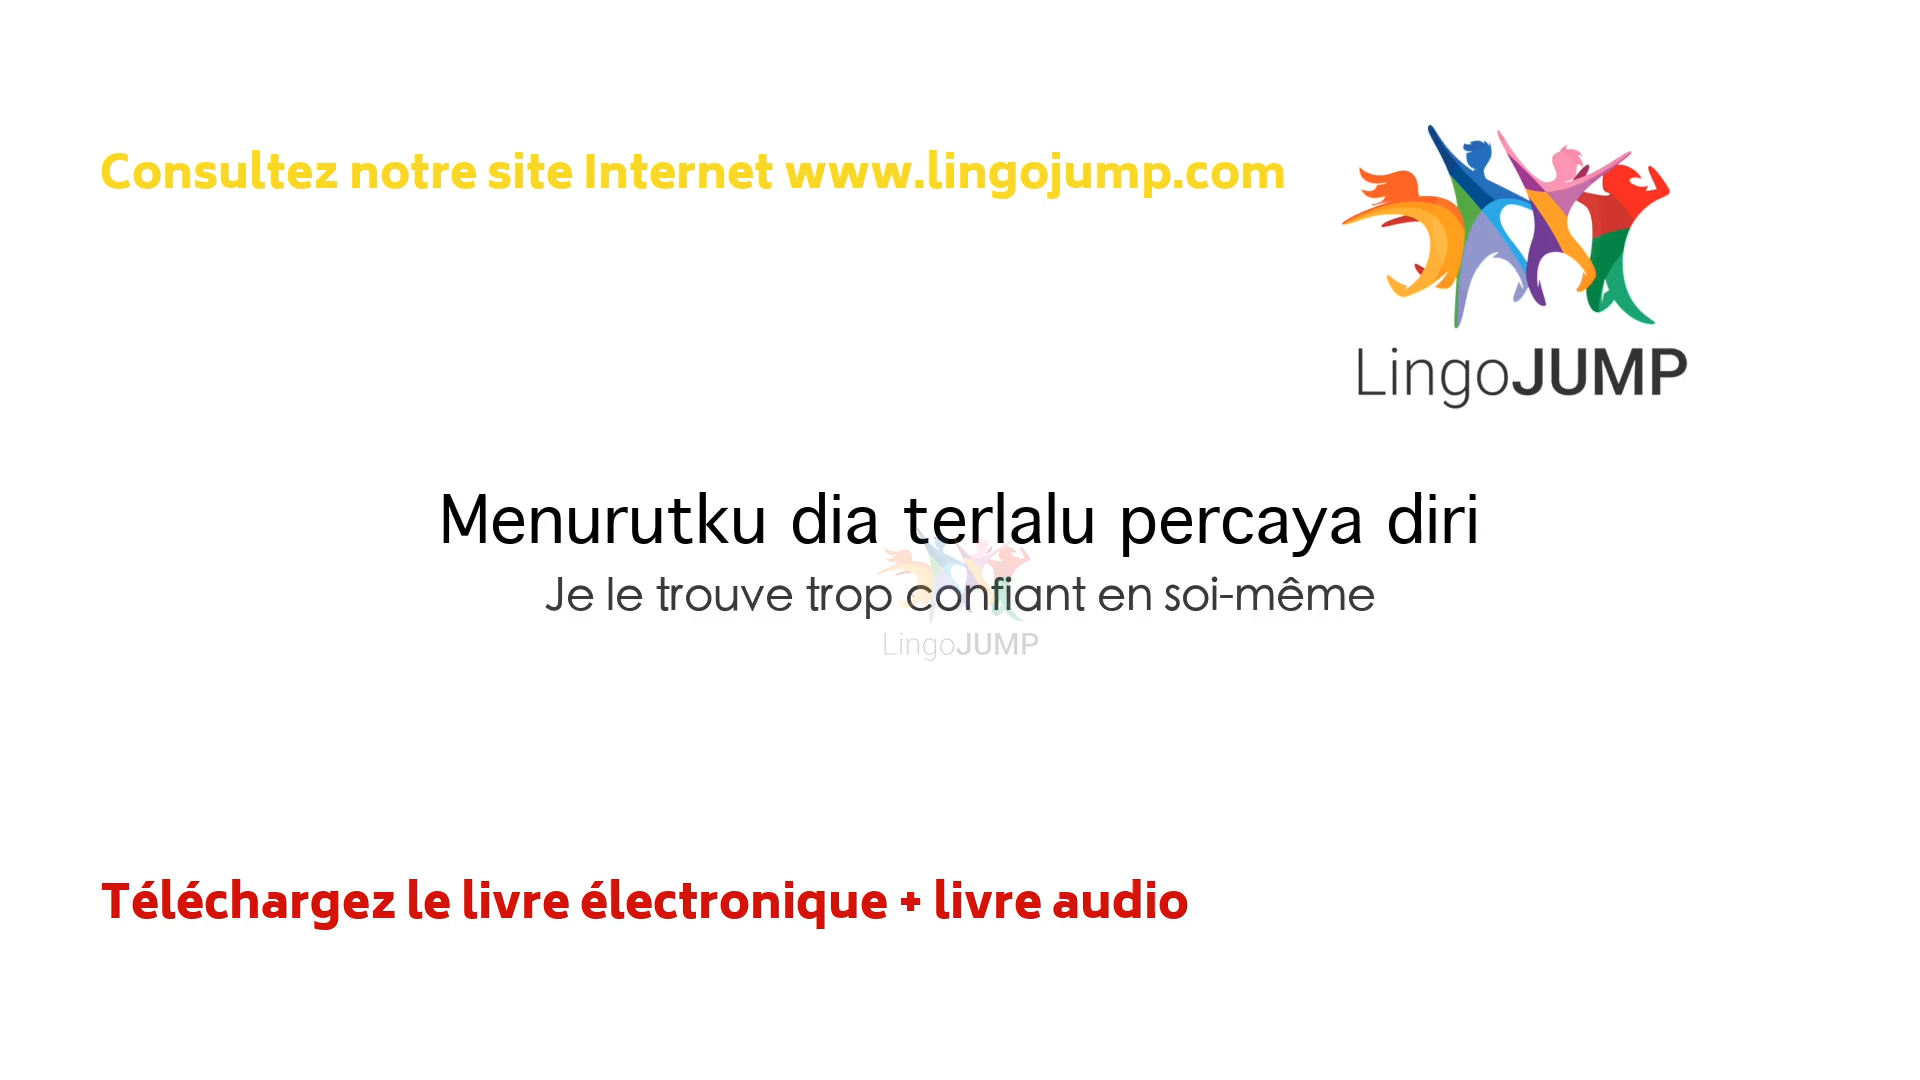 Consultez notre site Internet www.lingojump.com
LingoJUMP
Menurutku dia terlalu percaya diri
Je le trouve trop confiant en soi-même
LingoJUMP
Téléchargez le livre électronique + livre audio